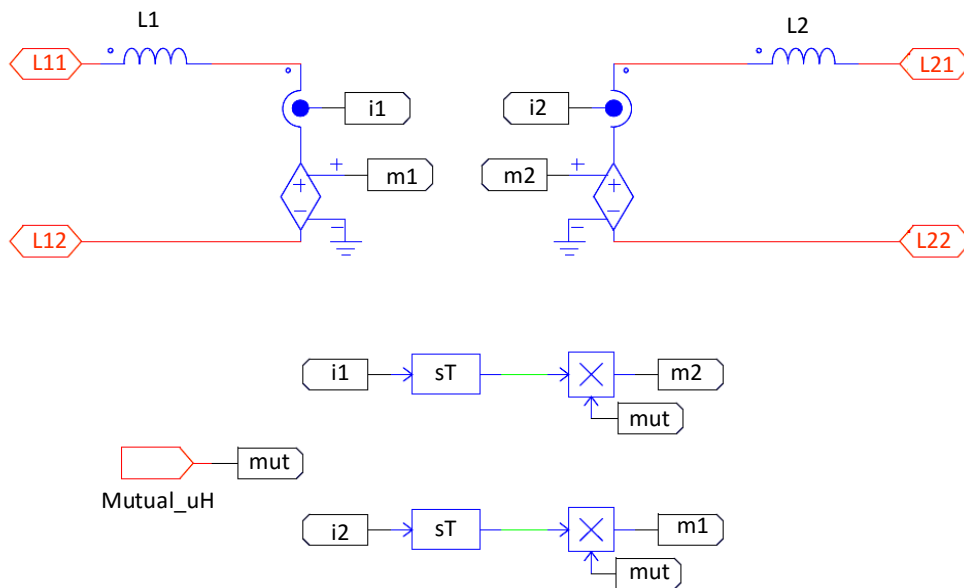 L1
L2
L11
L21
i1
i2
+
+
m1
m2
+
+
−
−
−
−
L12
L22
i1
sT
×
m2
mut
mut
Mutual_uH
i2
sT
×
m1
mut